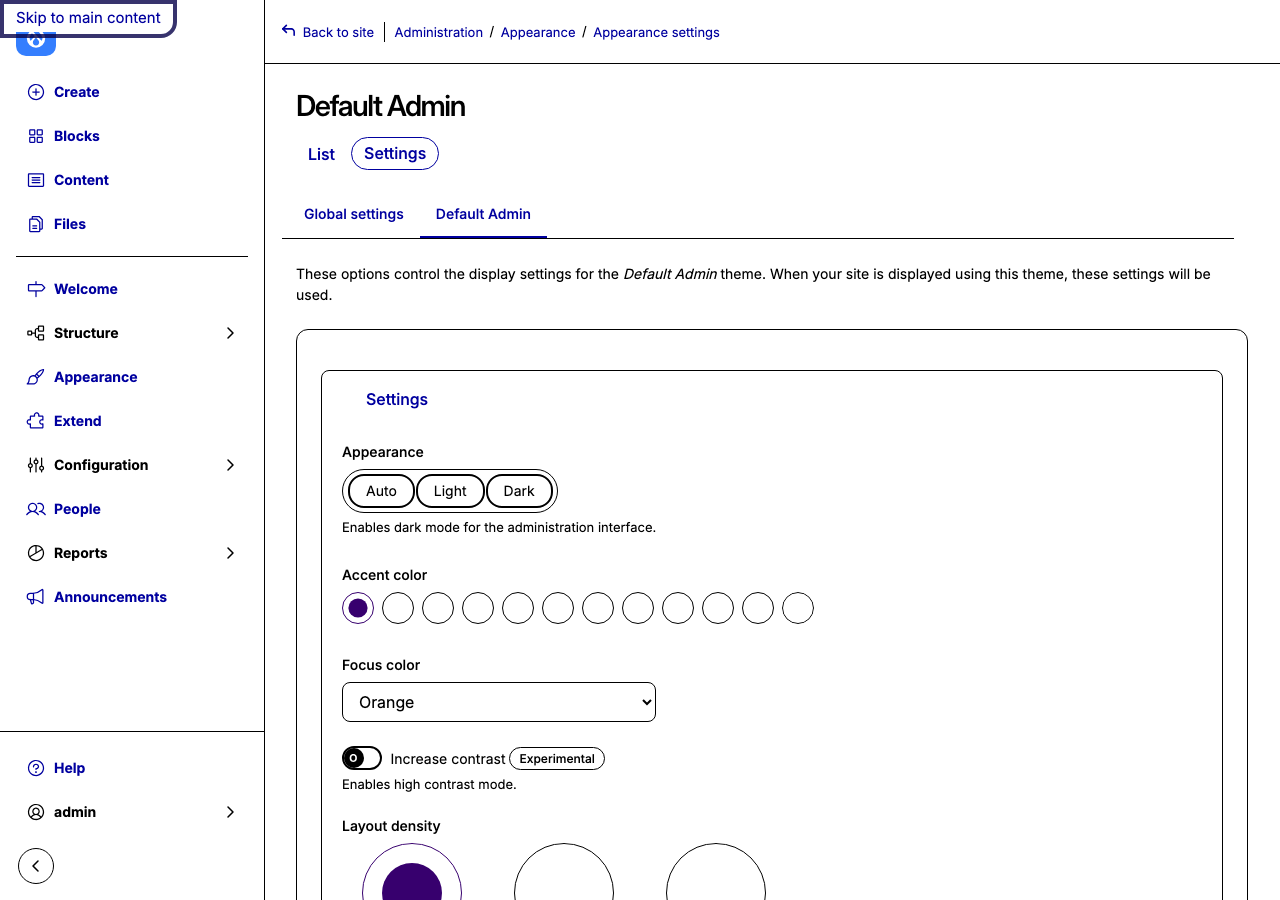 Skip to main content
Create
Blocks
Content
Files
Welcome
Structure
Appearance
Extend
Configuration
People
Reports
Announcements
Help
admin
Back to site
Administration / Appearance / Appearance settings
Default Admin
List
Settings
Global settings
Default Admin
These options control the display settings for the Default Admin theme. When your site is displayed using this theme, these settings will be
used.
Settings
Appearance
Auto
Light
Dark
Enables dark mode for the administration interface.
Accent color
Focus color
Orange
Increase contrast
Experimental
Enables high contrast mode.
Layout density